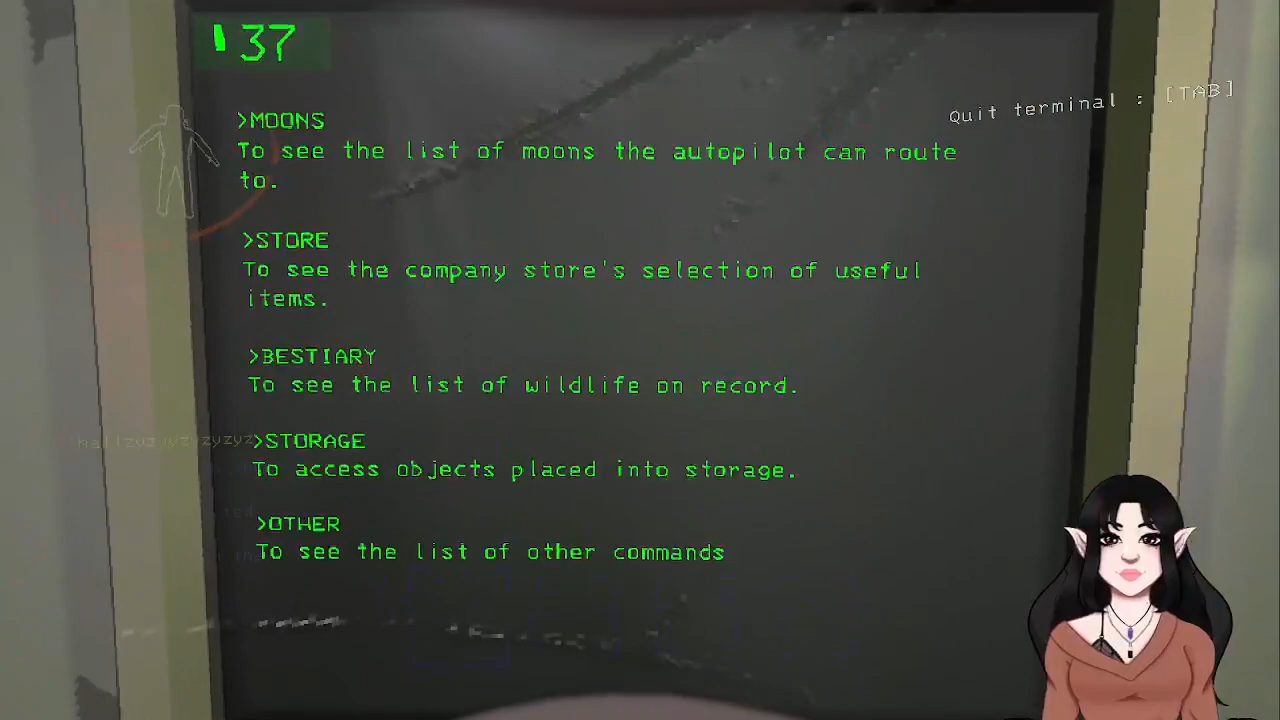 37
Quit terminal : [TAB]
>MOONS
To see the list of moons the autopilot can route
to.
>STORE
To see the company store's selection of useful
items.
>BESTIARY
To see the list of wildlife on record.
>STORAGE
To access objects placed into storage.
>OTHER
To see the list of other commands